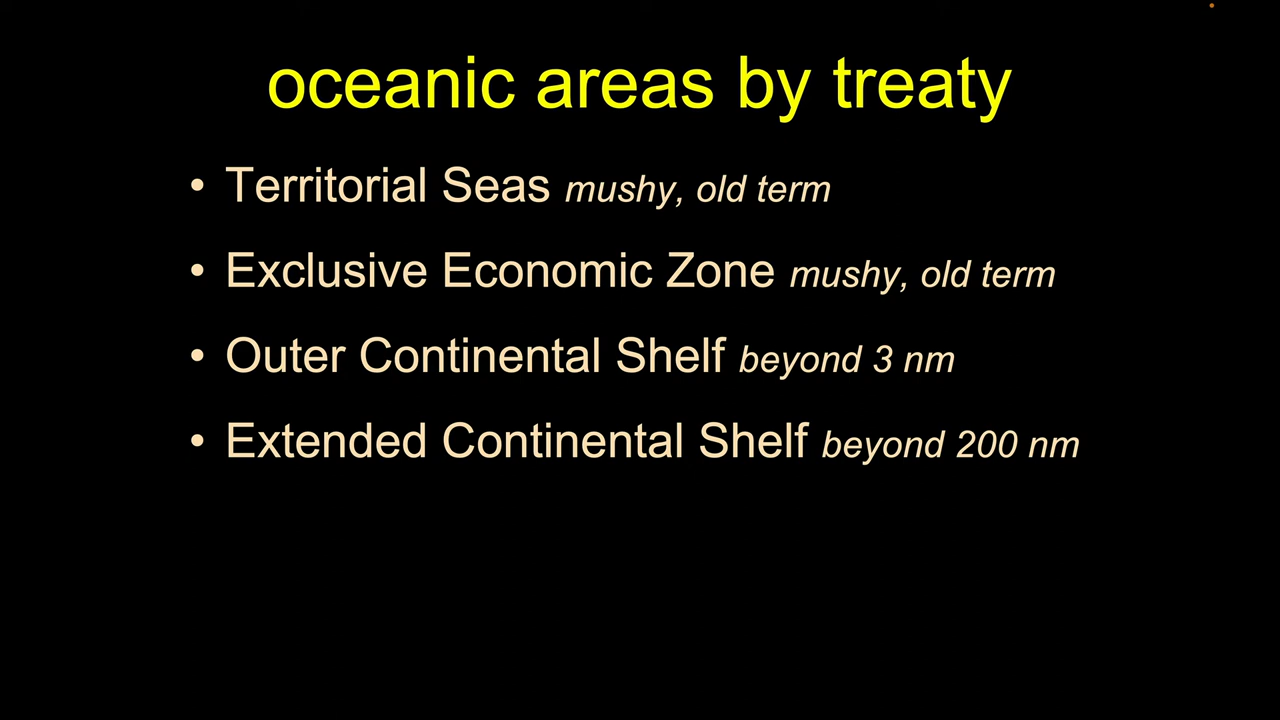 oceanic areas by treaty
• Territorial Seas mushy, old term
• Exclusive Economic Zone mushy, old term
• Outer Continental Shelf beyond 3 nm
• Extended Continental Shelf beyond 200 nm